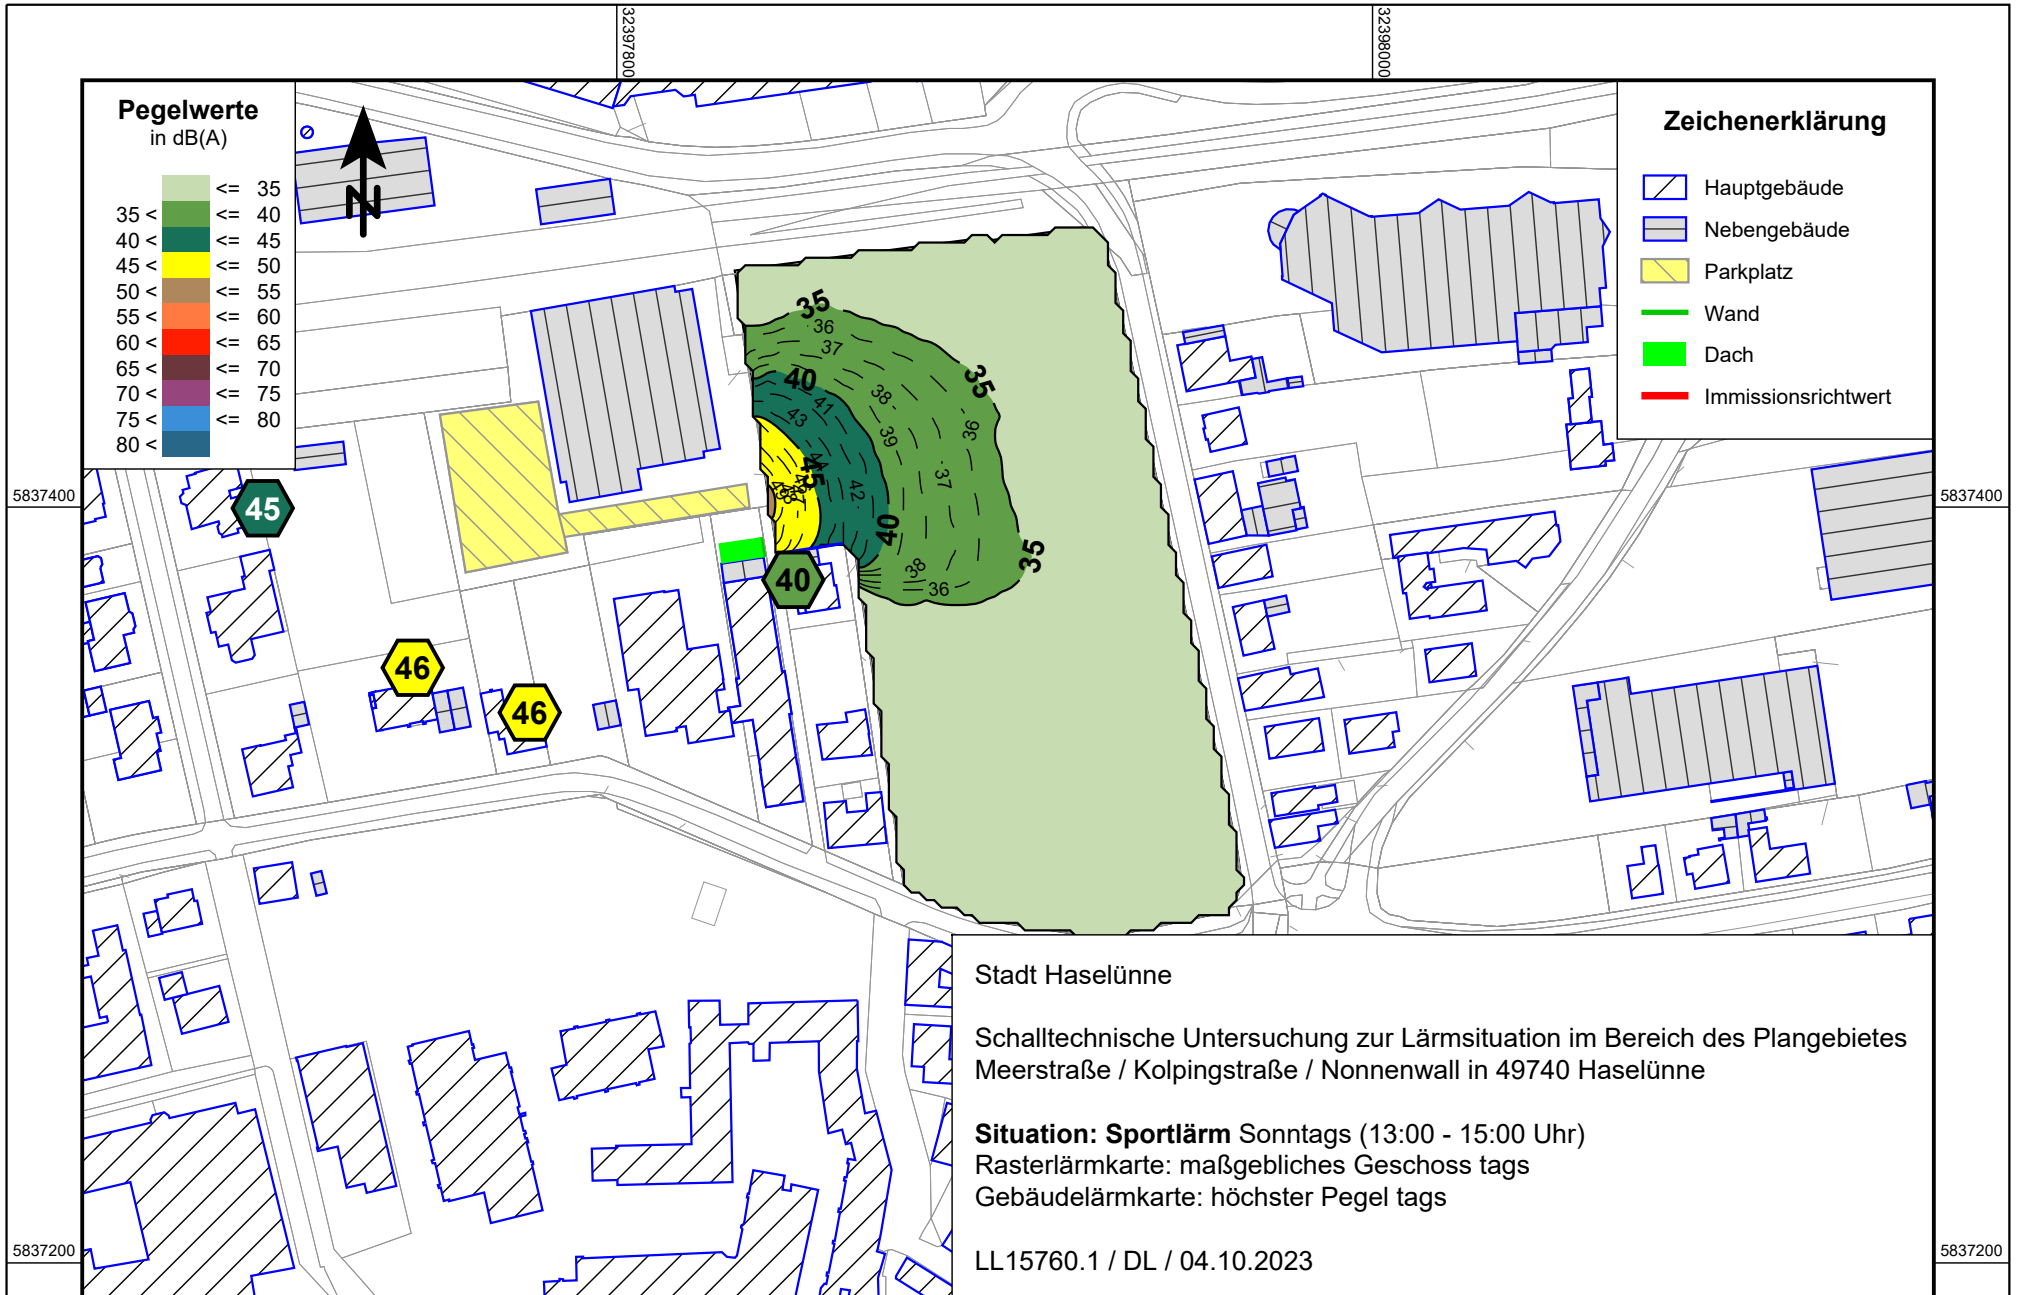 32397800
32398000
Pegelwerte
in dB(A)
<= 35
35 < <= 40
40 < <= 45
45 < <= 50
50 < <= 55
55 < <= 60
60 < <= 65
65 < <= 70
70 < <= 75
75 < <= 80
80 <
N
Zeichenerklärung
Hauptgebäude
Nebengebäude
Parkplatz
Wand
Dach
Immissionsrichtwert
35
36
37
40
35
38
41
43
36
39
45
37
42
40
35
38
36
5837400
5837400
45
40
46
46
Stadt Haselünne
Schalltechnische Untersuchung zur Lärmsituation im Bereich des Plangebietes
Meerstraße / Kolpingstraße / Nonnenwall in 49740 Haselünne
Situation: Sportlärm Sonntags (13:00 - 15:00 Uhr)
Rasterlärmkarte: maßgebliches Geschoss tags
Gebäudelärmkarte: höchster Pegel tags
LL15760.1 / DL / 04.10.2023
5837200
5837200